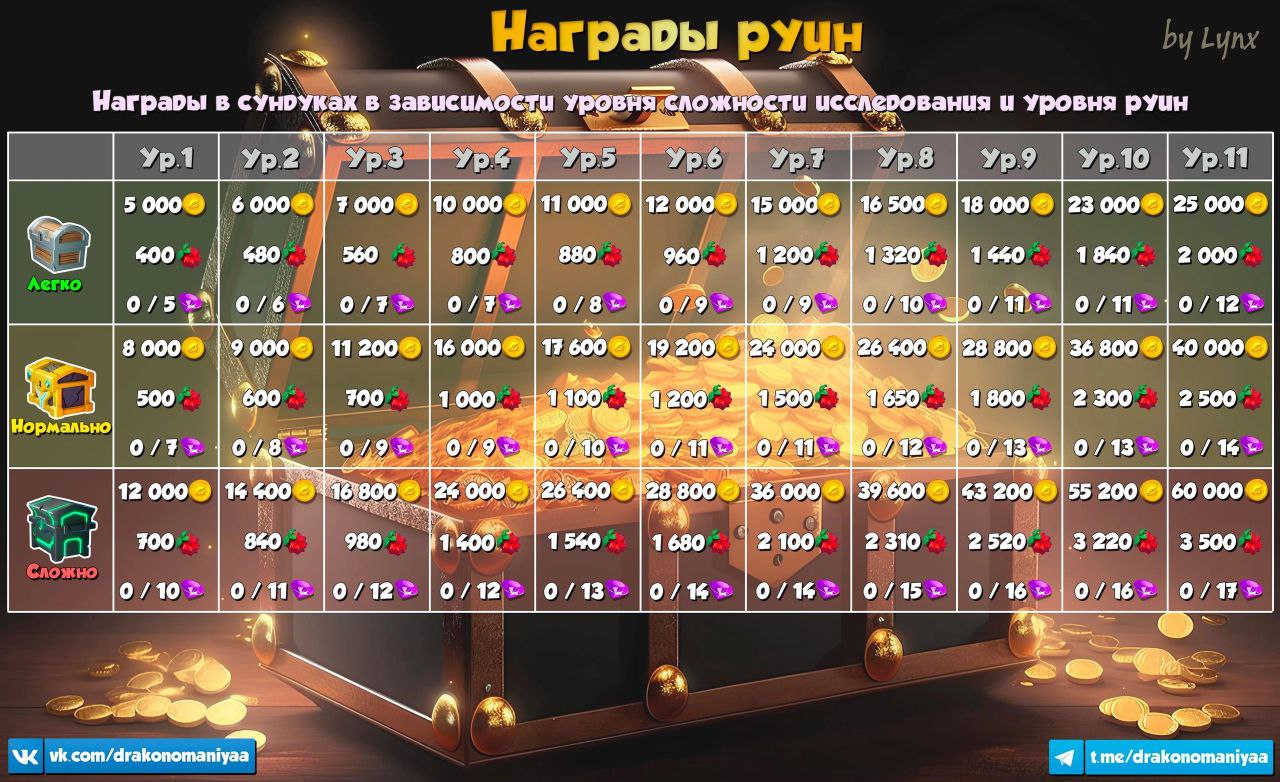 Награды руин
by Lynx
Награды в сундуках в зависимости уровня сложности исследования и уровня руин
Ур.1 Ур.2 Ур.3 Ур.4 Ур.5 Ур.6 Ур.7 Ур.8 Ур.9 Ур.10 Ур.11
5 000 6 000 7 000 10 000 11 000 12 000 15 000 16 500 18 000 23 000 25 000
400 480 560 800 880 960 1 200 1 320 1 440 1 840 2 000
Легко
0 / 5 0 / 6 0 / 7 0 / 7 0 / 8 0 / 9 0 / 9 0 / 10 0 / 11 0 / 11 0 / 12
8 000 9 000 11 200 16 000 17 600 19 200 24 000 26 400 28 800 36 800 40 000
500 600 700 1 000 1 100 1 200 1 500 1 650 1 800 2 300 2 500
Нормально
0 / 7 0 / 8 0 / 9 0 / 9 0 / 10 0 / 11 0 / 11 0 / 12 0 / 13 0 / 13 0 / 14
12 000 14 400 16 800 24 000 26 400 28 800 36 000 39 600 43 200 55 200 60 000
700 840 980 1 400 1 540 1 680 2 100 2 310 2 520 3 220 3 500
Сложно
0 / 10 0 / 11 0 / 12 0 / 12 0 / 13 0 / 14 0 / 14 0 / 15 0 / 16 0 / 16 0 / 17
vk.com/drakonomaniyaa
t.me/drakonomaniyaa